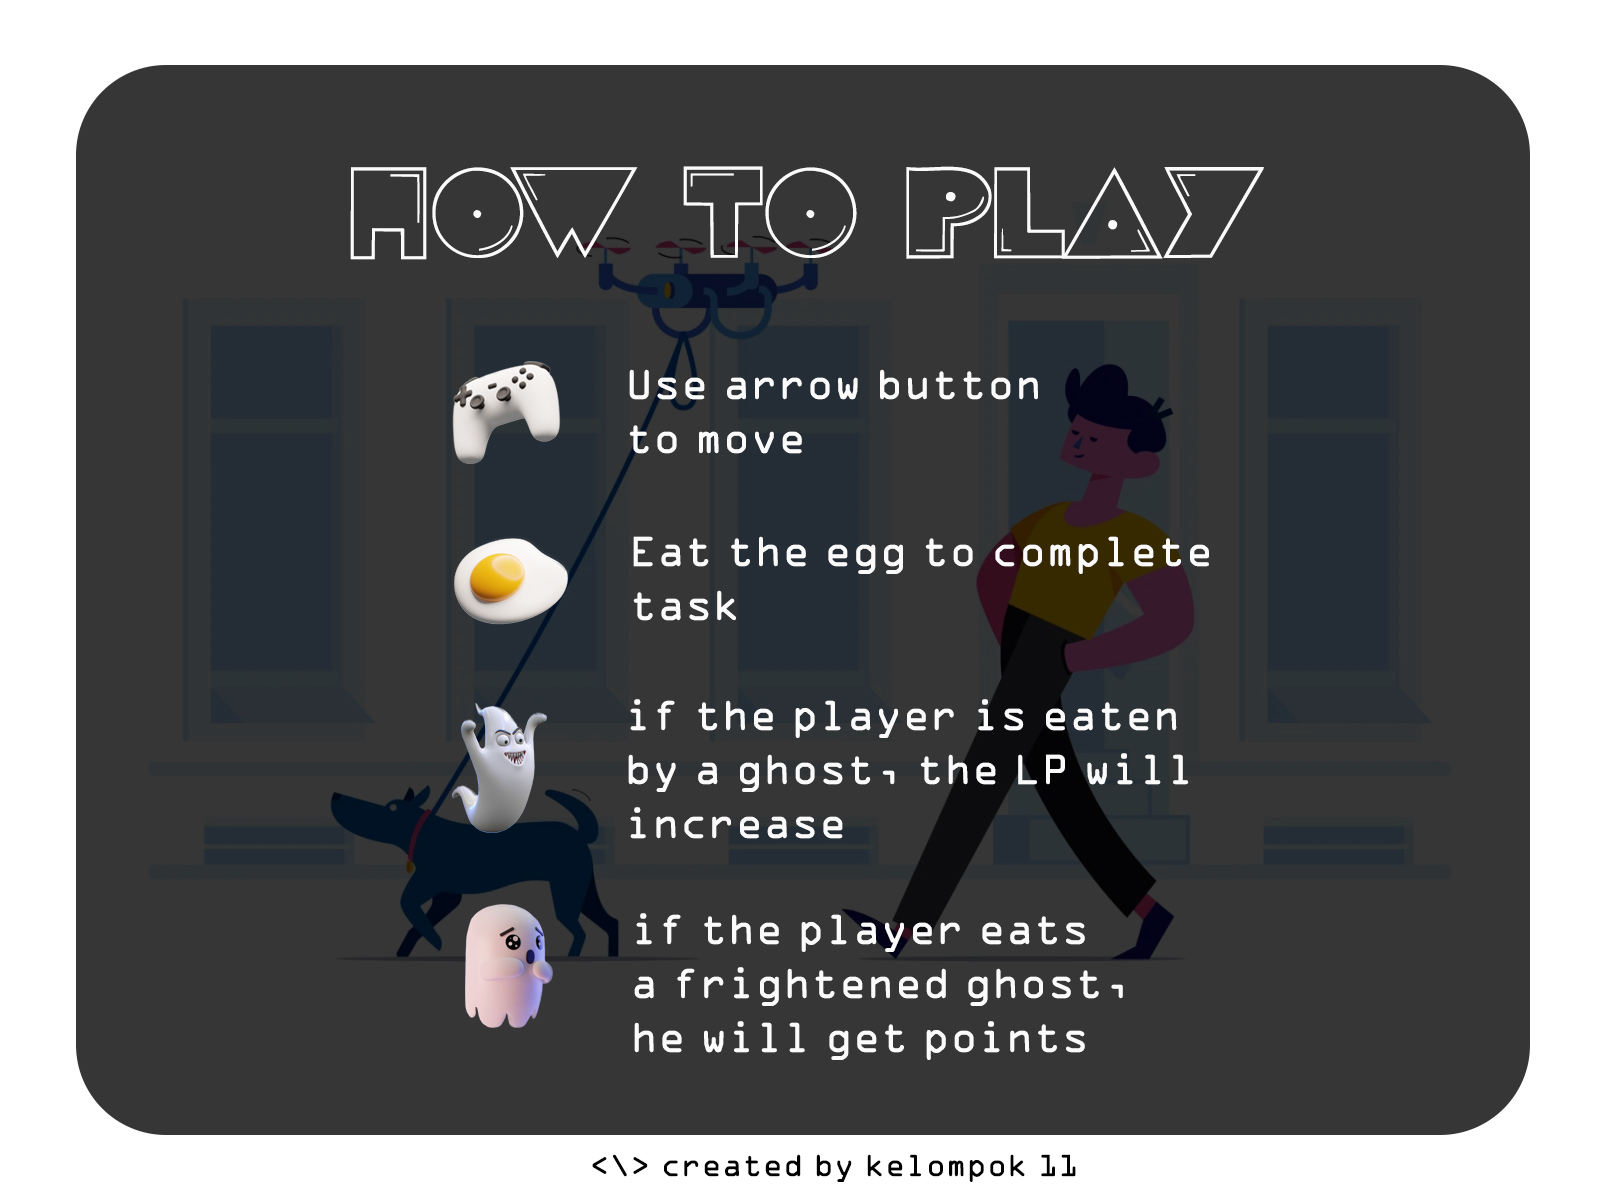 HOW TO PLAY
Use arrow button
to move
Eat the egg to complete
task
if the player is eaten
by a ghost, the LP will
increase
if the player eats
a frightened ghost,
he will get points
<\> created by kelompok 11